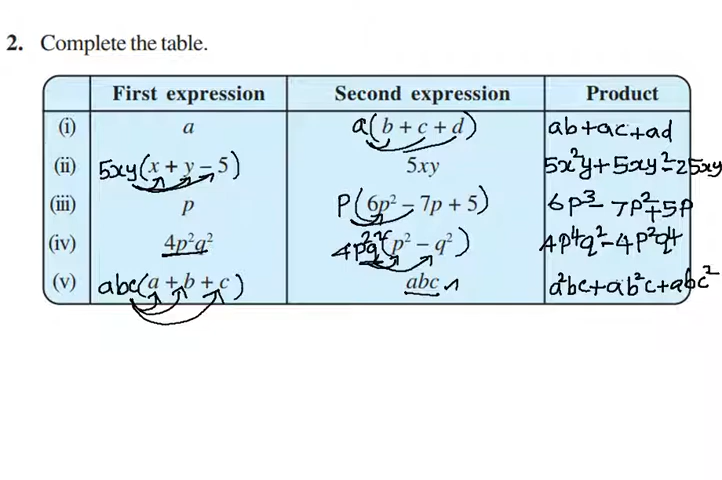 2. Complete the table.
First expression Second expression Product
(i) a a(b + c + d) ab+ac+ad
(ii) 5xy(x + y – 5) 5xy 5x²y+5xy²-25xy
(iii) p P(6p² – 7p + 5) 6p³-7p²+5p
(iv) 4p²q² 4p²q²(p² – q²) 4p⁴q²-4p²q⁴
(v) abc(a + b + c) abc a²bc+ab²c+abc²